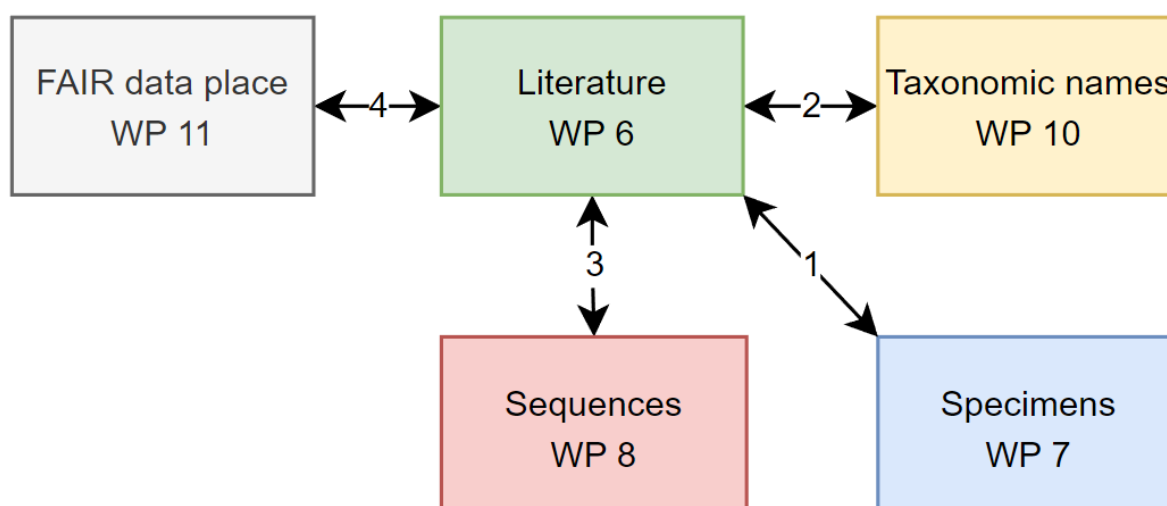 FAIR data place
WP 11
4
Literature
WP 6
2
Taxonomic names
WP 10
3
1
Sequences
WP 8
Specimens
WP 7